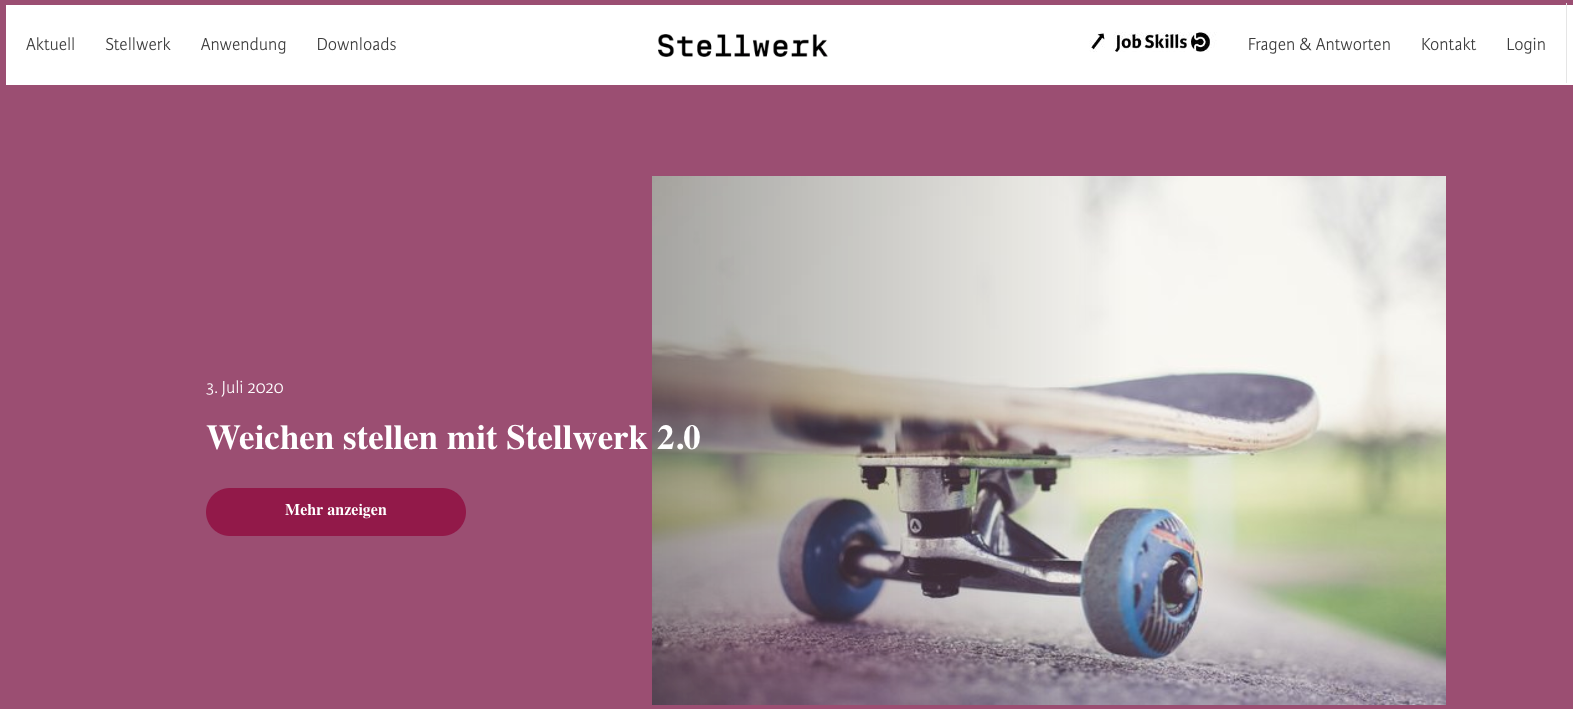 Aktuell Stellwerk Anwendung Downloads Stellwerk Job Skills Fragen & Antworten Kontakt Login
3. Juli 2020
Weichen stellen mit Stellwerk 2.0
Mehr anzeigen